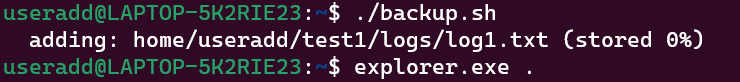 useradd@LAPTOP-5K2RIE23:~$ ./backup.sh
  adding: home/useradd/test1/logs/log1.txt (stored 0%)
useradd@LAPTOP-5K2RIE23:~$ explorer.exe .